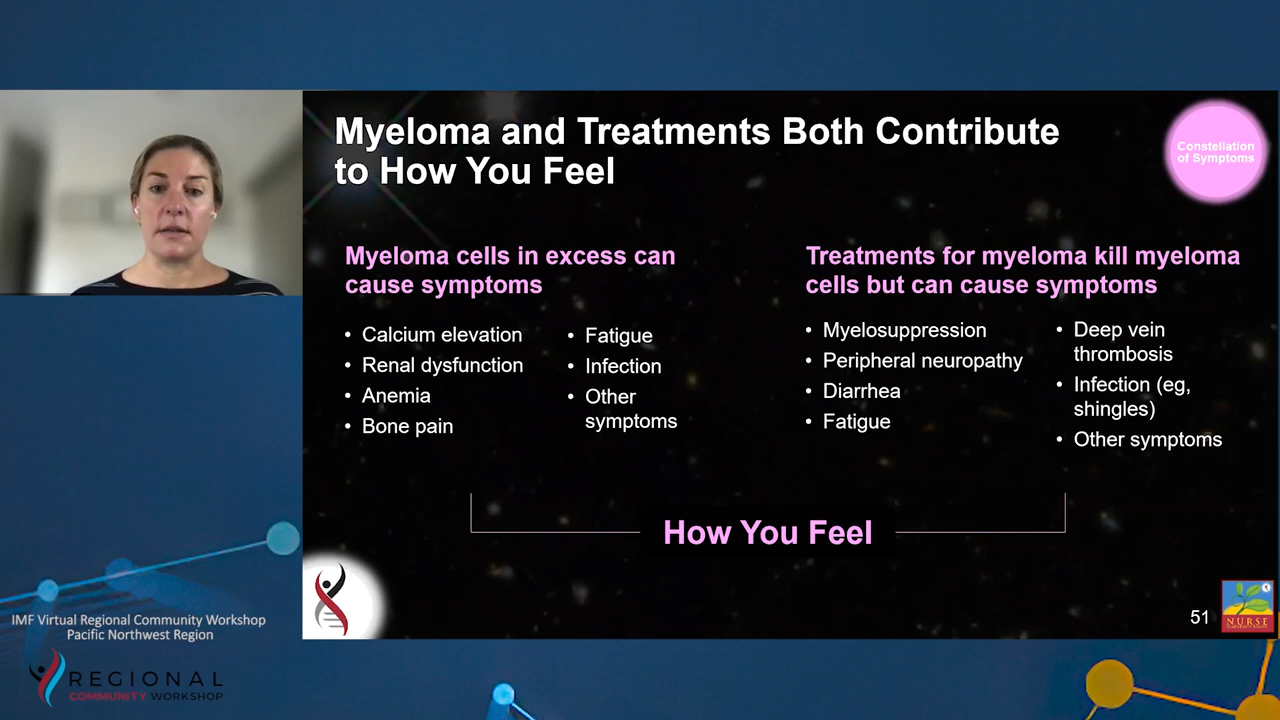 Myeloma and Treatments Both Contribute
to How You Feel
Constellation
of Symptoms
Myeloma cells in excess can
cause symptoms
• Calcium elevation
• Renal dysfunction
• Anemia
• Bone pain
• Fatigue
• Infection
• Other
symptoms
Treatments for myeloma kill myeloma
cells but can cause symptoms
• Myelosuppression
• Peripheral neuropathy
• Diarrhea
• Fatigue
• Deep vein
thrombosis
• Infection (eg,
shingles)
• Other symptoms
How You Feel
51
NURSE
IMF Virtual Regional Community Workshop
Pacific Northwest Region
REGIONAL
COMMUNITY WORKSHOP